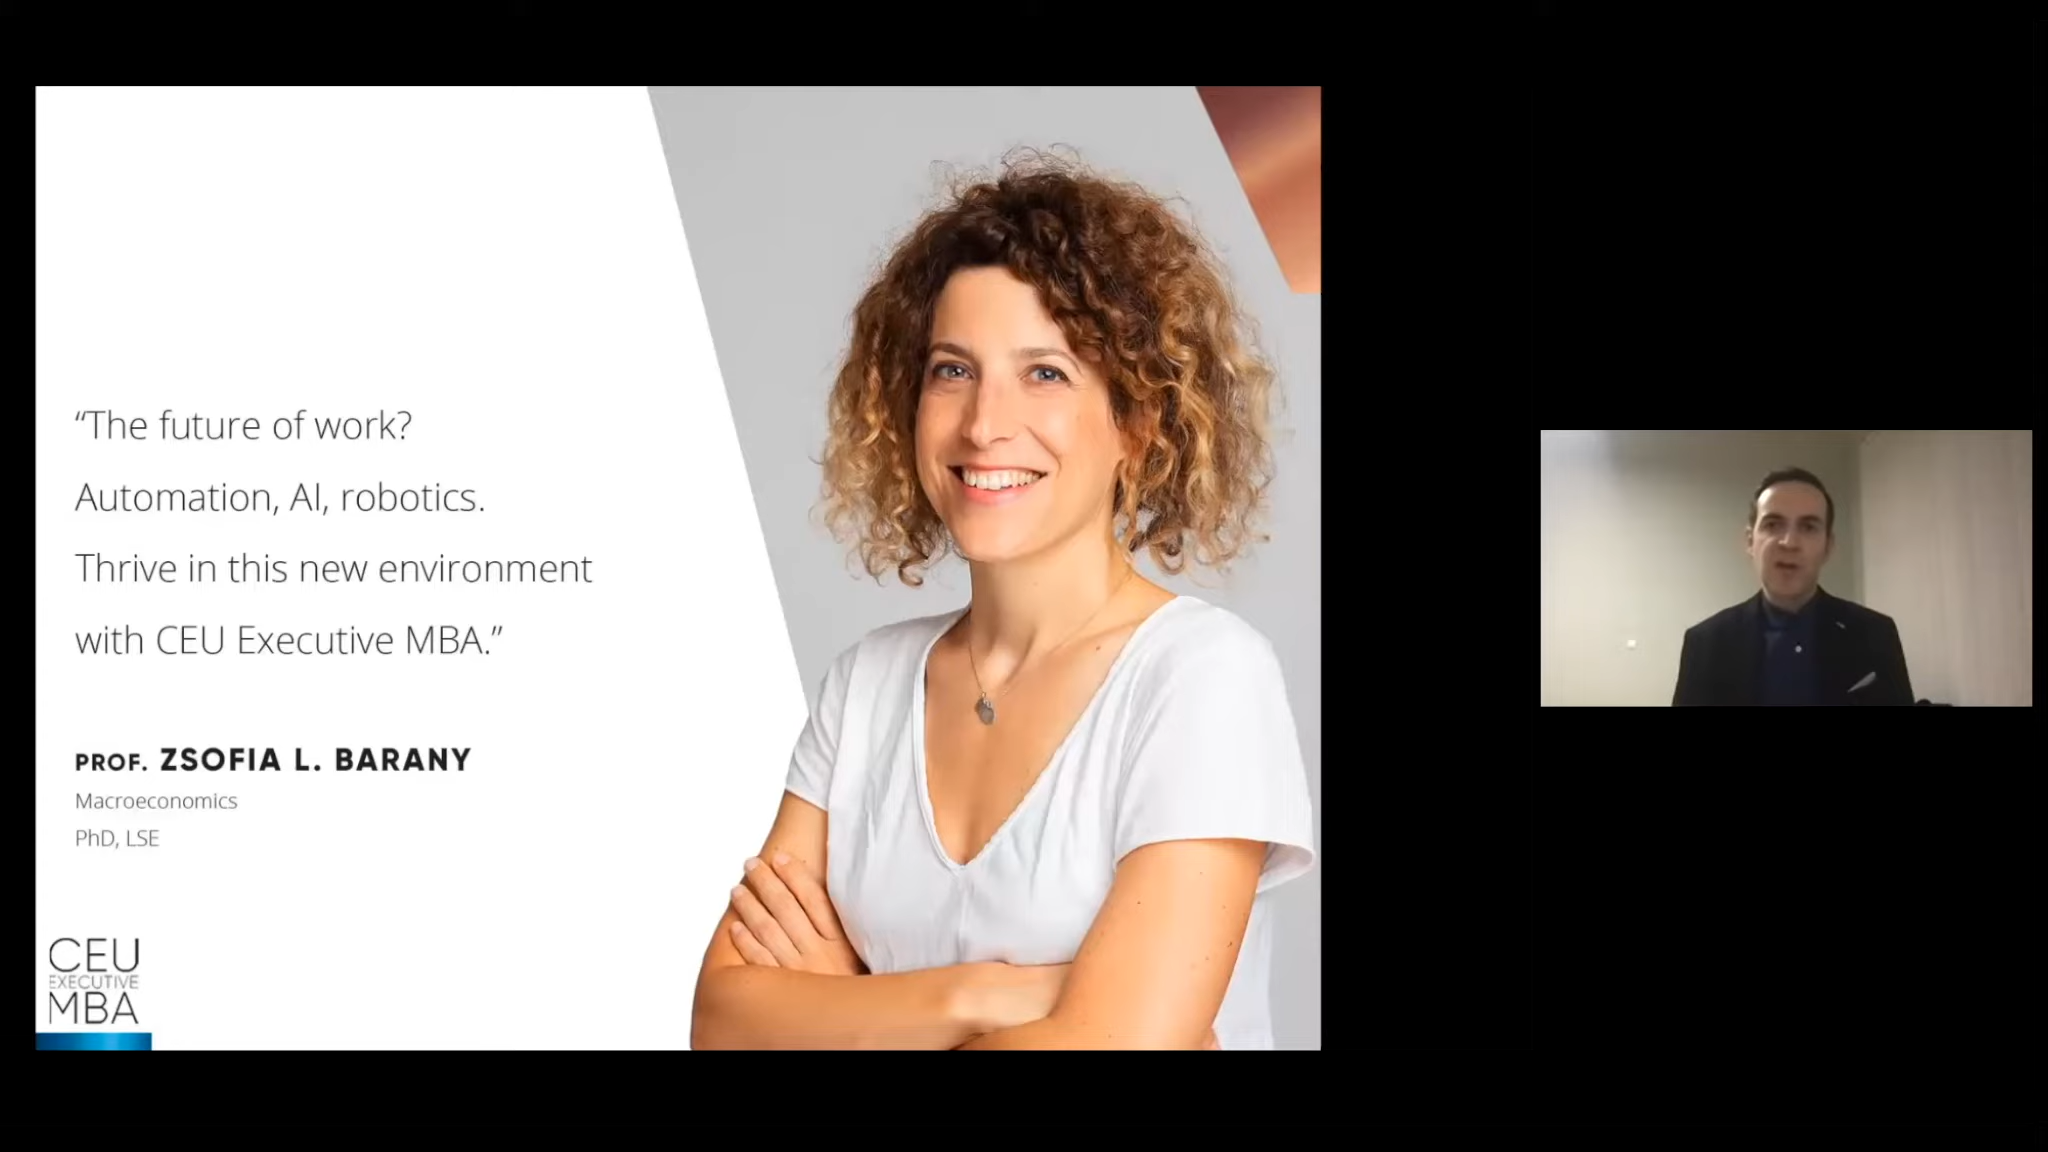 “The future of work?
Automation, AI, robotics.
Thrive in this new environment
with CEU Executive MBA.”
PROF. ZSOFIA L. BARANY
Macroeconomics
PhD, LSE
CEU
EXECUTIVE
MBA